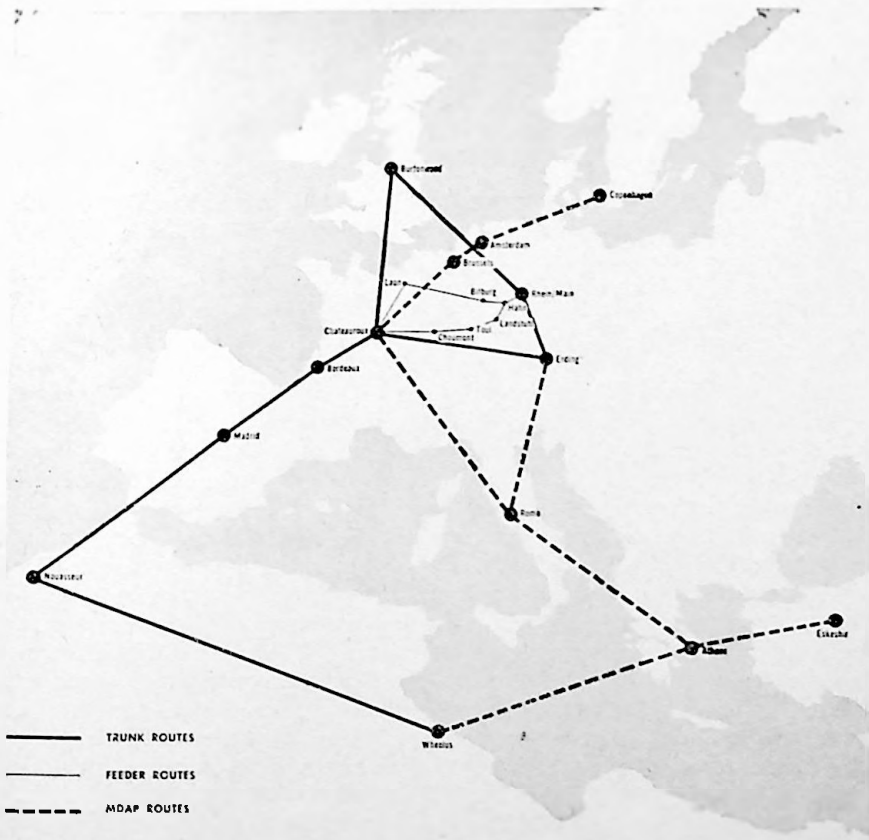 Burtonwood
Copenhagen
Amsterdam
Brussels
Laon
Bitburg
Rhein/Main
Hahn
Landstuhl
Chateauroux
Toul
Chaumont
Erding
Bordeaux
Madrid
Rome
Nouasseur
Athens
Wheelus
TRUNK ROUTES
FEEDER ROUTES
MDAP ROUTES